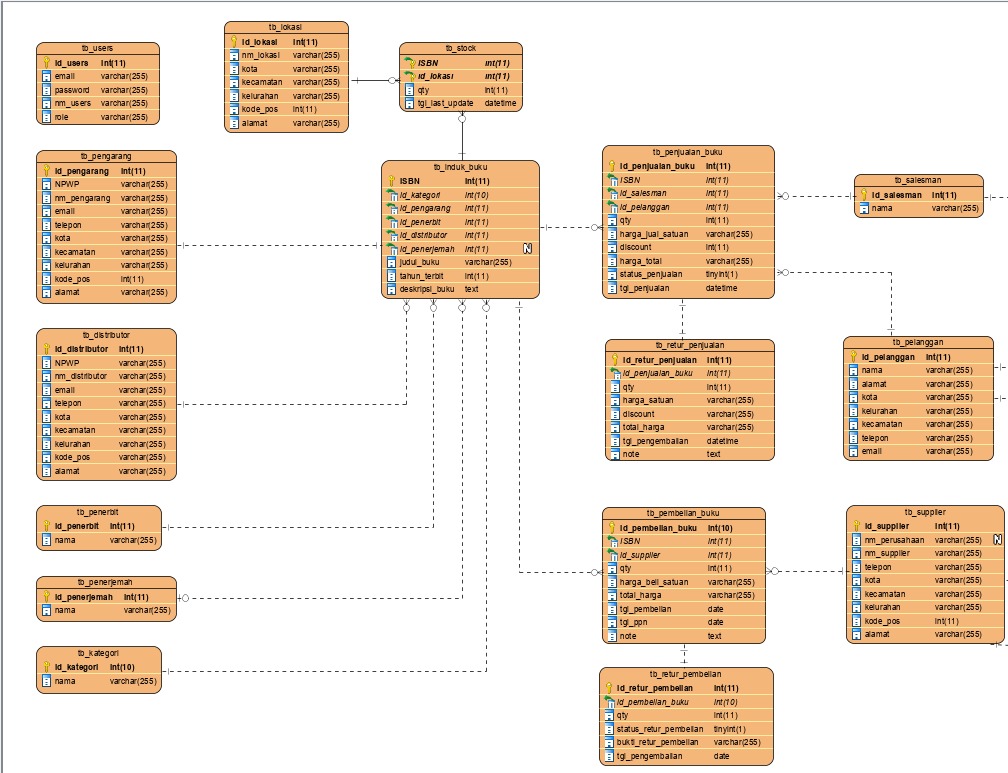 tb_users
id_users int(11)
email varchar(255)
password varchar(255)
nm_users varchar(255)
role varchar(255)
tb_lokasi
id_lokasi int(11)
nm_lokasi varchar(255)
kota varchar(255)
kecamatan varchar(255)
kelurahan varchar(255)
kode_pos int(11)
alamat varchar(255)
tb_stock
ISBN int(11)
id_lokasi int(11)
qty int(11)
tgl_last_update datetime
tb_pengarang
id_pengarang int(11)
NPWP varchar(255)
nm_pengarang varchar(255)
email varchar(255)
telepon varchar(255)
kota varchar(255)
kecamatan varchar(255)
kelurahan varchar(255)
kode_pos int(11)
alamat varchar(255)
tb_induk_buku
ISBN int(11)
id_kategori int(10)
id_pengarang int(11)
id_penerbit int(11)
id_distributor int(11)
id_penerjemah int(11) N
judul_buku varchar(255)
tahun_terbit int(11)
deskripsi_buku text
tb_penjualan_buku
id_penjualan_buku int(11)
ISBN int(11)
id_salesman int(11)
id_pelanggan int(11)
qty int(11)
harga_jual_satuan varchar(255)
discount int(11)
harga_total varchar(255)
status_penjualan tinyint(1)
tgl_penjualan datetime
tb_salesman
id_salesman int(11)
nama varchar(255)
tb_distributor
id_distributor int(11)
NPWP varchar(255)
nm_distributor varchar(255)
email varchar(255)
telepon varchar(255)
kota varchar(255)
kecamatan varchar(255)
kelurahan varchar(255)
kode_pos varchar(255)
alamat varchar(255)
tb_retur_penjualan
id_retur_penjualan int(11)
id_penjualan_buku int(11)
qty int(11)
harga_satuan varchar(255)
discount varchar(255)
total_harga varchar(255)
tgl_pengembalian datetime
note text
tb_pelanggan
id_pelanggan int(11)
nama varchar(255)
alamat varchar(255)
kota varchar(255)
kelurahan varchar(255)
kecamatan varchar(255)
telepon varchar(255)
email varchar(255)
tb_penerbit
id_penerbit int(11)
nama varchar(255)
tb_penerjemah
id_penerjemah int(11)
nama varchar(255)
tb_kategori
id_kategori int(10)
nama varchar(255)
tb_pembelian_buku
id_pembelian_buku int(10)
ISBN int(11)
id_supplier int(11)
qty int(11)
harga_beli_satuan varchar(255)
total_harga varchar(255)
tgl_pembelian date
tgl_ppn date
note text
tb_supplier
id_supplier int(11)
nm_perusahaan varchar(255) N
nm_supplier varchar(255)
telepon varchar(255)
kota varchar(255)
kecamatan varchar(255)
kelurahan varchar(255)
kode_pos int(11)
alamat varchar(255)
tb_retur_pembelian
id_retur_pembelian int(11)
id_pembelian_buku int(10)
qty int(11)
status_retur_pembelian tinyint(1)
bukti_retur_pembelian varchar(255)
tgl_pengembalian date